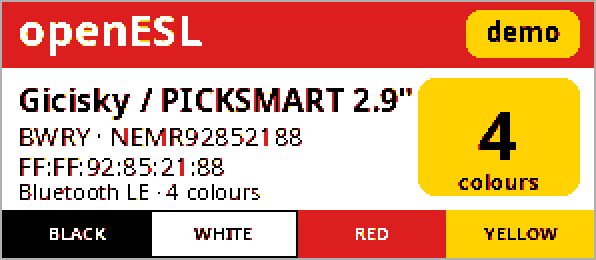 openESL
demo
Gicisky / PICKSMART 2.9"
BWRY · NEMR92852188
FF:FF:92:85:21:88
Bluetooth LE · 4 colours
4
colours
BLACK
WHITE
RED
YELLOW